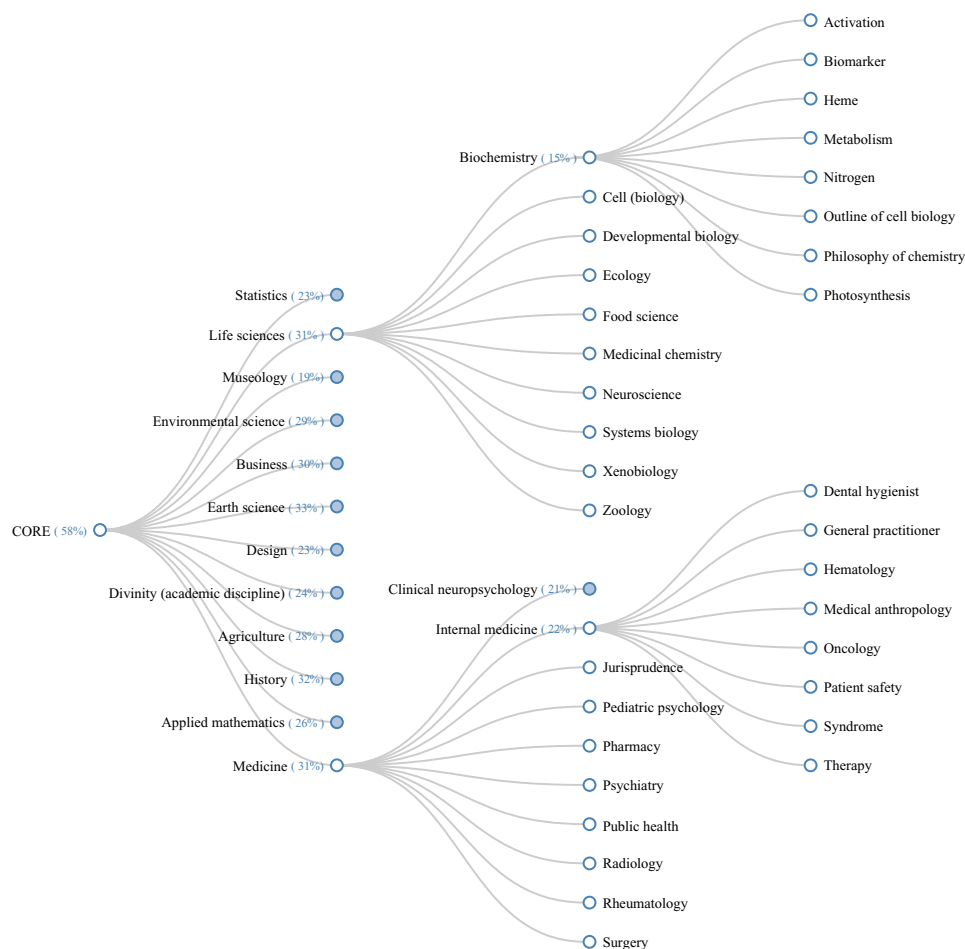 CORE ( 58%)
Statistics ( 23%)
Life sciences ( 31%)
Museology ( 19%)
Environmental science ( 29%)
Business ( 30%)
Earth science ( 33%)
Design ( 23%)
Divinity (academic discipline) ( 24%)
Agriculture ( 28%)
History ( 32%)
Applied mathematics ( 26%)
Medicine ( 31%)
Biochemistry ( 15%)
Cell (biology)
Developmental biology
Ecology
Food science
Medicinal chemistry
Neuroscience
Systems biology
Xenobiology
Zoology
Clinical neuropsychology ( 21%)
Internal medicine ( 22%)
Jurisprudence
Pediatric psychology
Pharmacy
Psychiatry
Public health
Radiology
Rheumatology
Surgery
Activation
Biomarker
Heme
Metabolism
Nitrogen
Outline of cell biology
Philosophy of chemistry
Photosynthesis
Dental hygienist
General practitioner
Hematology
Medical anthropology
Oncology
Patient safety
Syndrome
Therapy